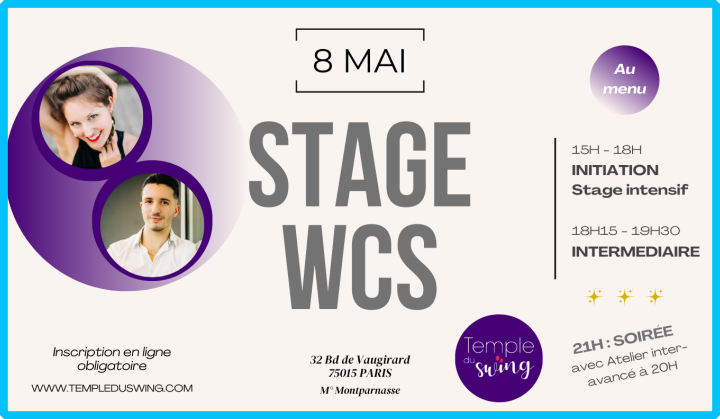 8 MAI
STAGE
WCS
Au
menu
15H - 18H
INITIATION
Stage intensif
18H15 - 19H30
INTERMEDIAIRE
21H : SOIRÉE
avec Atelier inter-
avancé à 20H
Temple
du swing
Inscription en ligne
obligatoire
WWW.TEMPLEDUSWING.COM
32 Bd de Vaugirard
75015 PARIS
M° Montparnasse